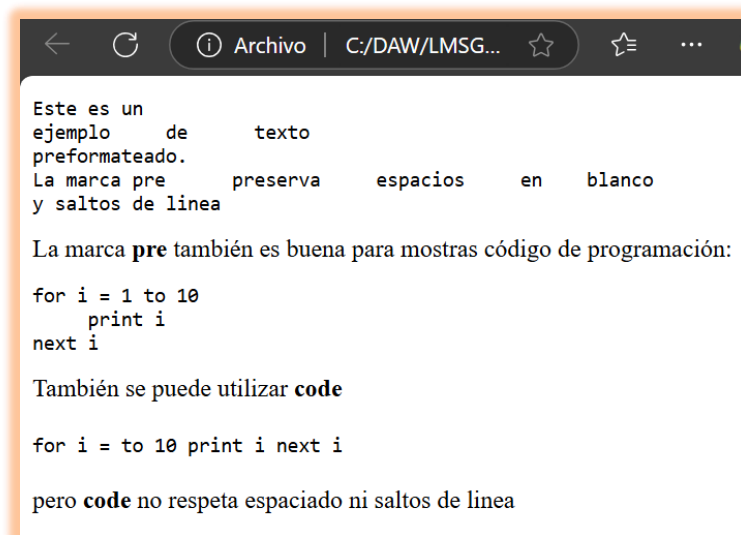 Archivo | C:/DAW/LMSG...
Este es un
ejemplo     de      texto
preformateado.
La marca pre      preserva     espacios     en    blanco
y saltos de linea
La marca pre también es buena para mostras código de programación:
for i = 1 to 10
     print i
next i
También se puede utilizar code
for i = to 10 print i next i
pero code no respeta espaciado ni saltos de linea